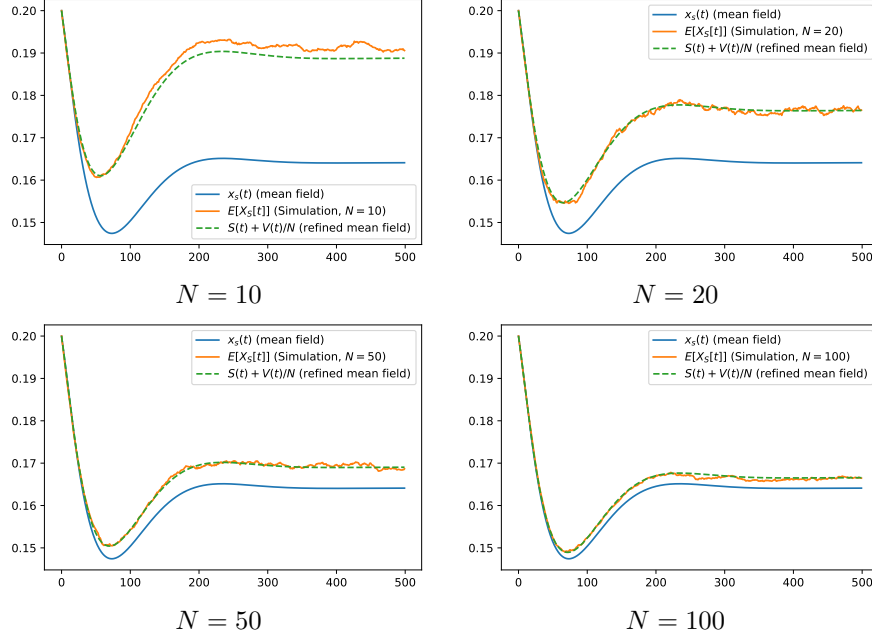 0.20
0.19
0.18
0.17
0.16
0.15
x_s(t) (mean field)
E[X_S[t]] (Simulation, N = 10)
S(t) + V(t)/N (refined mean field)
0 100 200 300 400 500
N = 10
0.20
0.19
0.18
0.17
0.16
0.15
x_s(t) (mean field)
E[X_S[t]] (Simulation, N = 20)
S(t) + V(t)/N (refined mean field)
0 100 200 300 400 500
N = 20
0.20
0.19
0.18
0.17
0.16
0.15
x_s(t) (mean field)
E[X_S[t]] (Simulation, N = 50)
S(t) + V(t)/N (refined mean field)
0 100 200 300 400 500
N = 50
0.20
0.19
0.18
0.17
0.16
0.15
x_s(t) (mean field)
E[X_S[t]] (Simulation, N = 100)
S(t) + V(t)/N (refined mean field)
0 100 200 300 400 500
N = 100